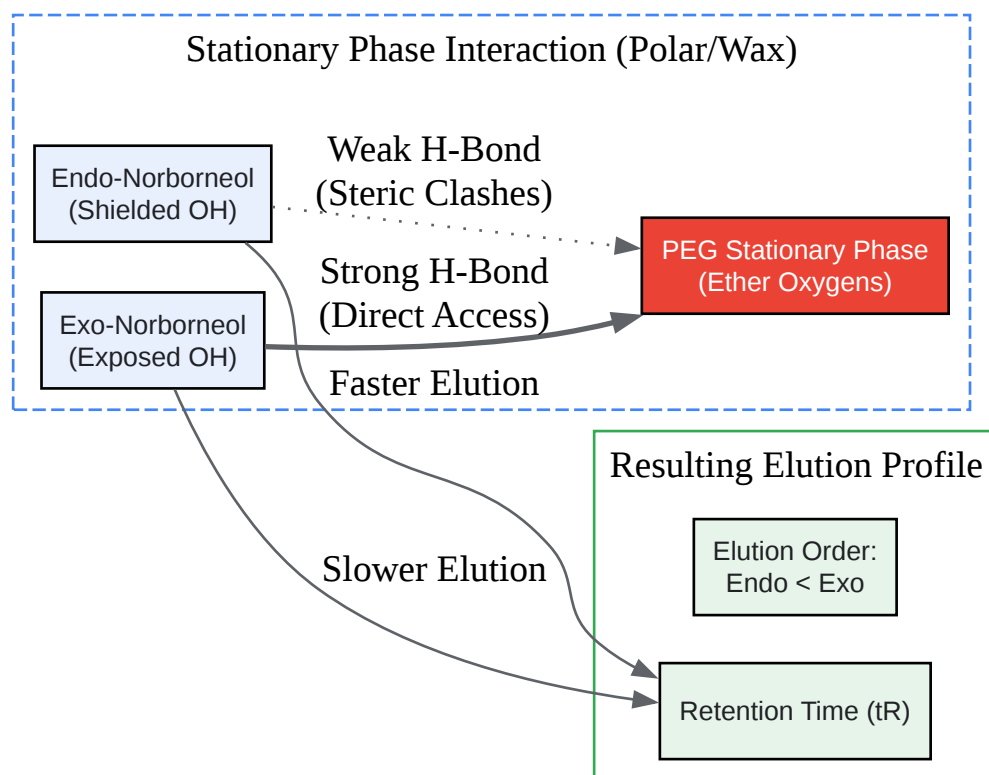 Stationary Phase Interaction (Polar/Wax)
Endo-Norborneol
(Shielded OH)
Weak H-Bond
(Steric Clashes)
PEG Stationary Phase
(Ether Oxygens)
Exo-Norborneol
(Exposed OH)
Strong H-Bond
(Direct Access)
Faster Elution
Resulting Elution Profile
Elution Order:
Endo < Exo
Slower Elution
Retention Time (tR)